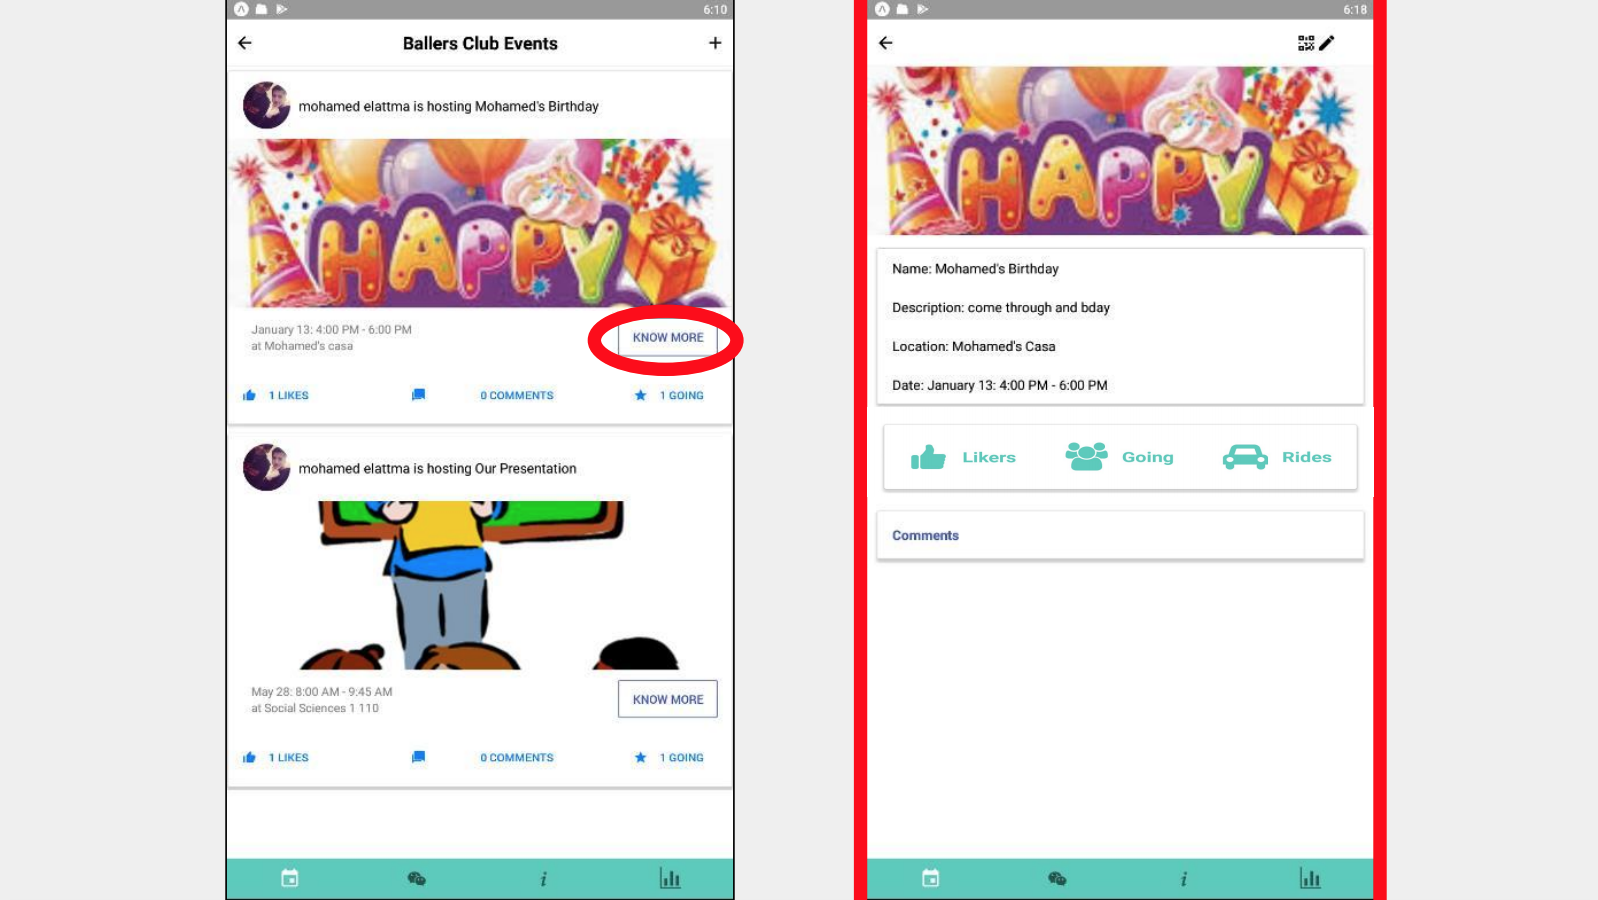 6:10
Ballers Club Events
mohamed elattma is hosting Mohamed's Birthday
HAPPY
January 13: 4:00 PM - 6:00 PM
at Mohamed's casa
KNOW MORE
1 LIKES
0 COMMENTS
1 GOING
mohamed elattma is hosting Our Presentation
May 28: 8:00 AM - 9:45 AM
at Social Sciences 1 110
KNOW MORE
1 LIKES
0 COMMENTS
1 GOING
i
6:18
HAPPY
Name: Mohamed's Birthday
Description: come through and bday
Location: Mohamed's Casa
Date: January 13: 4:00 PM - 6:00 PM
Likers
Going
Rides
Comments
i